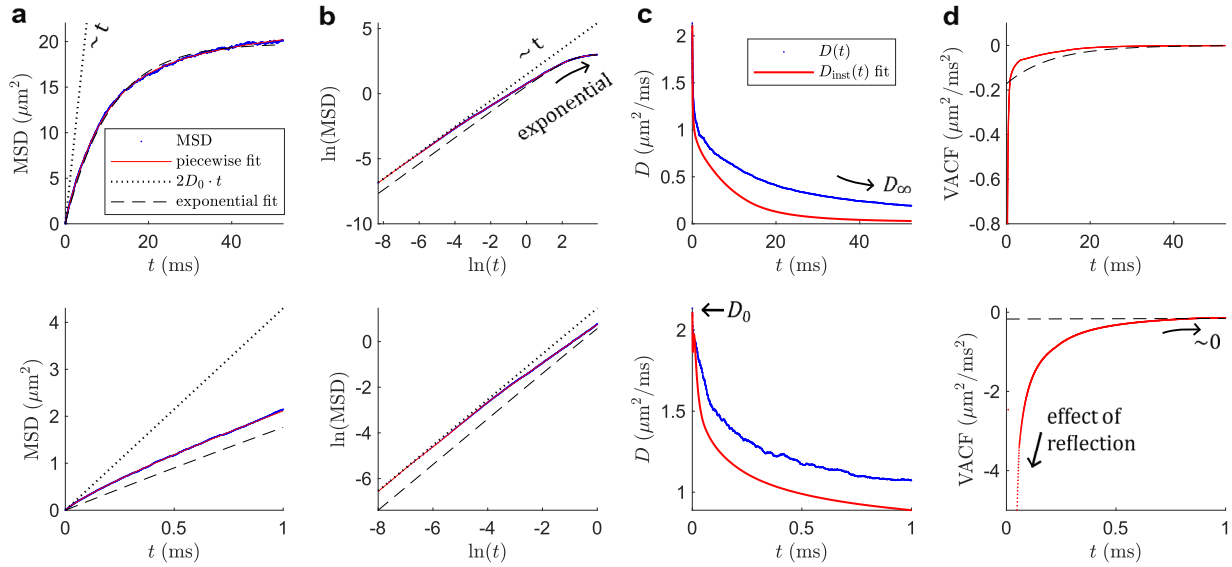 a
b
c
d
MSD (μm²)
20
15
10
5
0
~ t
MSD
piecewise fit
2D₀ · t
exponential fit
0
20
40
t (ms)
ln(MSD)
5
0
-5
-10
~ t
exponential
-8
-6
-4
-2
0
2
ln(t)
D (μm²/ms)
2
1.5
1
0.5
0
D(t)
D_inst(t) fit
D∞
0
20
40
t (ms)
VACF (μm²/ms²)
0
-0.2
-0.4
-0.6
-0.8
0
20
40
t (ms)
MSD (μm²)
4
3
2
1
0
0
0.5
1
t (ms)
ln(MSD)
0
-2
-4
-6
-8
-6
-4
-2
0
ln(t)
D (μm²/ms)
2
1.5
1
D₀
0
0.5
1
t (ms)
VACF (μm²/ms²)
0
-2
-4
~0
effect of
reflection
0
0.5
1
t (ms)